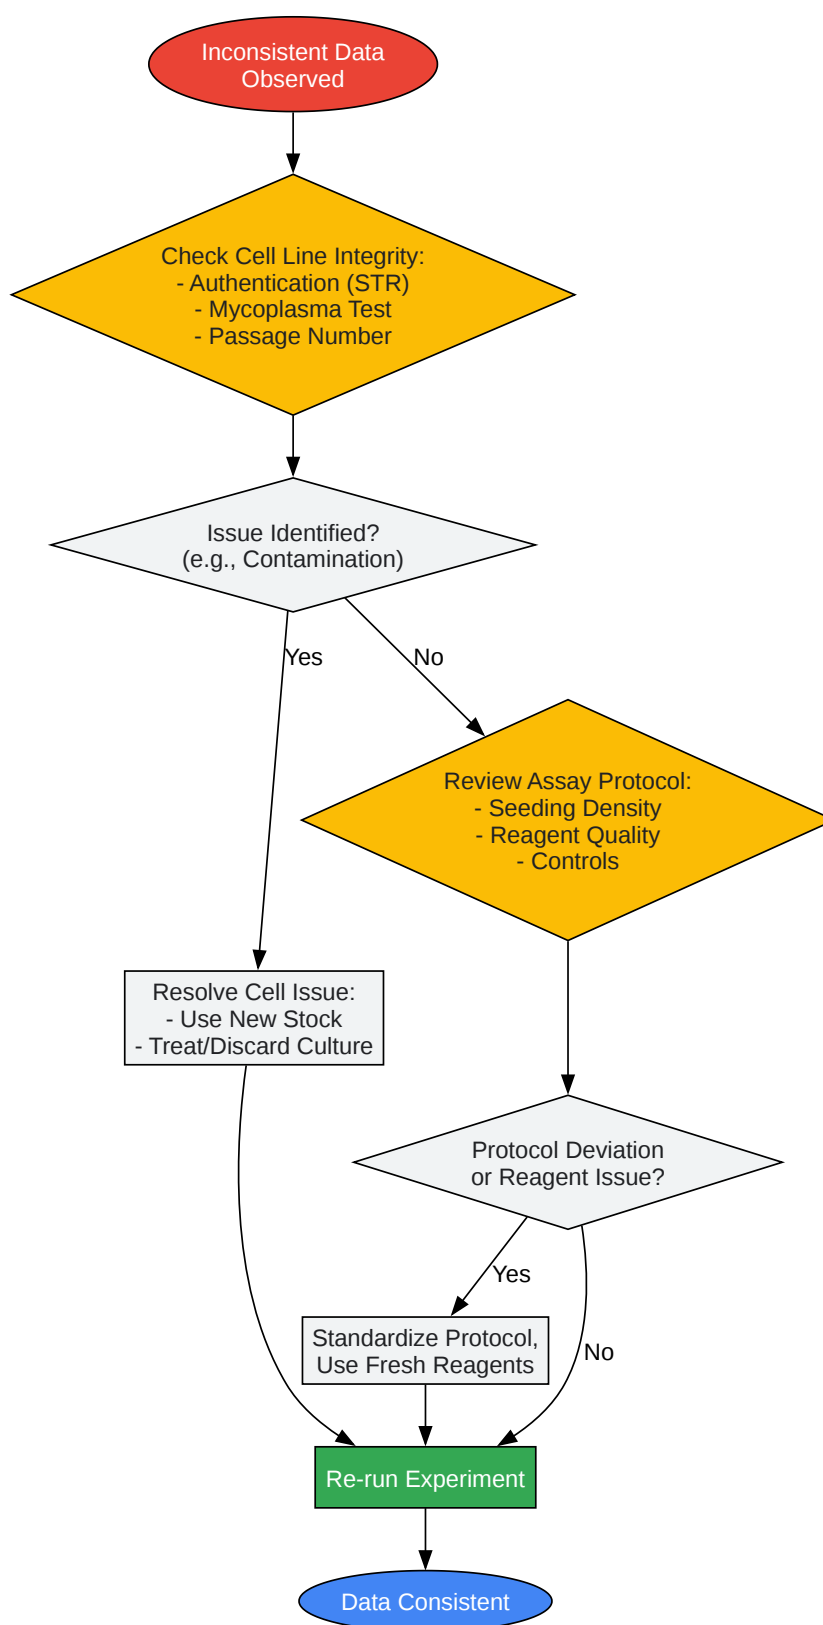 Inconsistent Data
Observed
Check Cell Line Integrity:
- Authentication (STR)
- Mycoplasma Test
- Passage Number
Issue Identified?
(e.g., Contamination)
Yes
No
Review Assay Protocol:
- Seeding Density
- Reagent Quality
- Controls
Resolve Cell Issue:
- Use New Stock
- Treat/Discard Culture
Protocol Deviation
or Reagent Issue?
Yes
Standardize Protocol,
Use Fresh Reagents
No
Re-run Experiment
Data Consistent